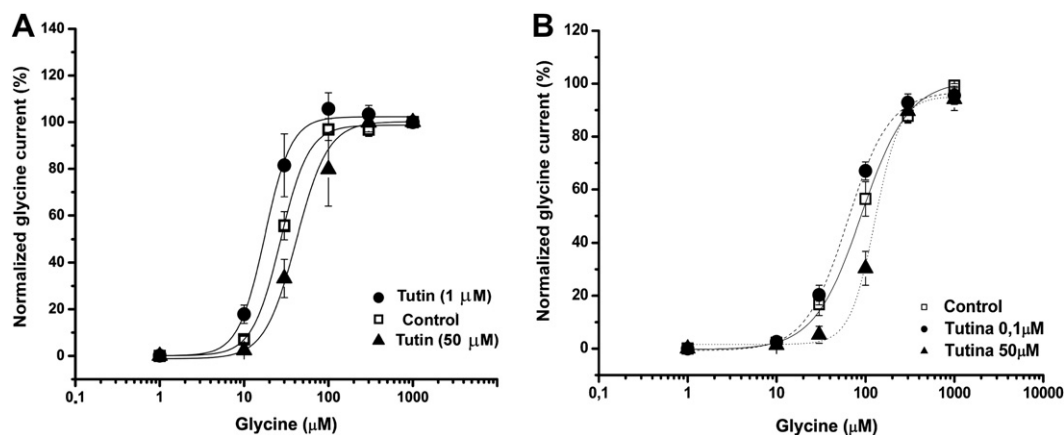 A
Normalized glycine current (%)
140
120
100
80
60
40
20
0
0,1
1
10
100
1000
Glycine (μM)
Tutin (1 μM)
Control
Tutin (50 μM)
B
Normalized glycine current (%)
120
100
80
60
40
20
0
0,1
1
10
100
1000
10000
Glycine (μM)
Control
Tutina 0,1μM
Tutina 50μM